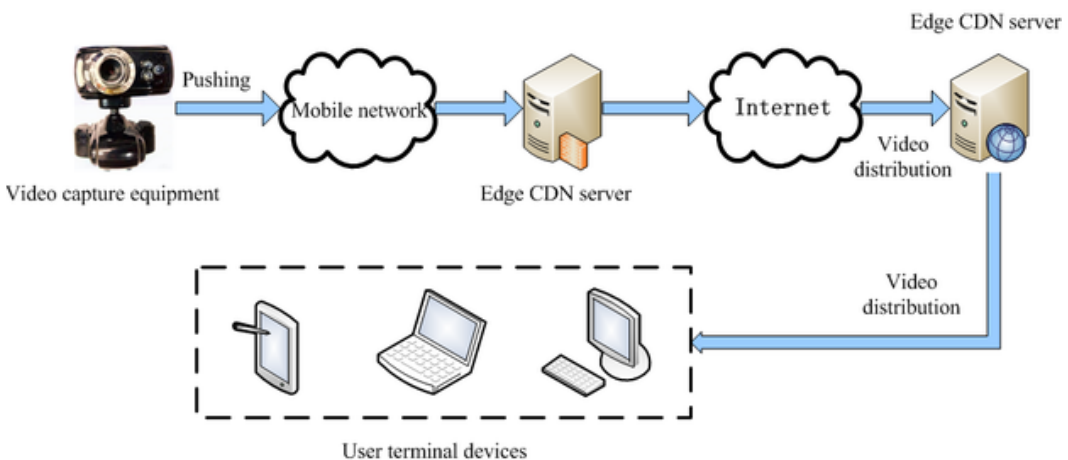 Edge CDN server
Pushing
Mobile network
Internet
Video
distribution
Video capture equipment
Edge CDN server
Video
distribution
User terminal devices